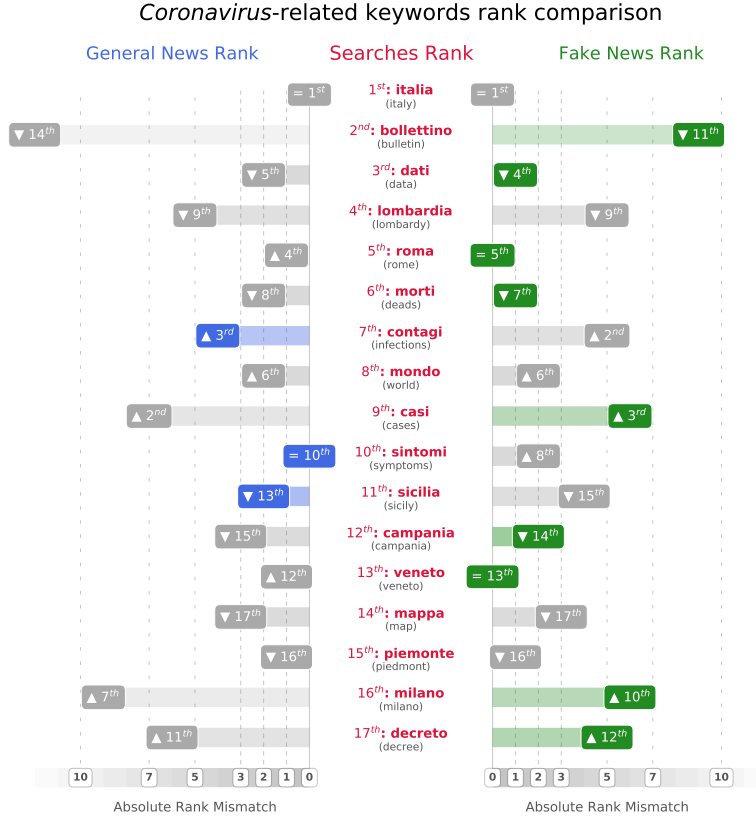 Coronavirus-related keywords rank comparison
General News Rank Searches Rank Fake News Rank
= 1st 1st: italia = 1st
(italy)
▼ 14th 2nd: bollettino ▼ 11th
(bulletin)
▼ 5th 3rd: dati ▼ 4th
(data)
▼ 9th 4th: lombardia ▼ 9th
(lombardy)
▲ 4th 5th: roma = 5th
(rome)
▼ 8th 6th: morti ▼ 7th
(deads)
▲ 3rd 7th: contagi ▲ 2nd
(infections)
▲ 6th 8th: mondo ▲ 6th
(world)
▲ 2nd 9th: casi ▲ 3rd
(cases)
= 10th 10th: sintomi ▲ 8th
(symptoms)
▼ 13th 11th: sicilia ▼ 15th
(sicily)
▼ 15th 12th: campania ▼ 14th
(campania)
▲ 12th 13th: veneto = 13th
(veneto)
▼ 17th 14th: mappa ▼ 17th
(map)
▼ 16th 15th: piemonte ▼ 16th
(piedmont)
▲ 7th 16th: milano ▲ 10th
(milano)
▲ 11th 17th: decreto ▲ 12th
(decree)
10 7 5 3 2 1 0 0 1 2 3 5 7 10
Absolute Rank Mismatch Absolute Rank Mismatch